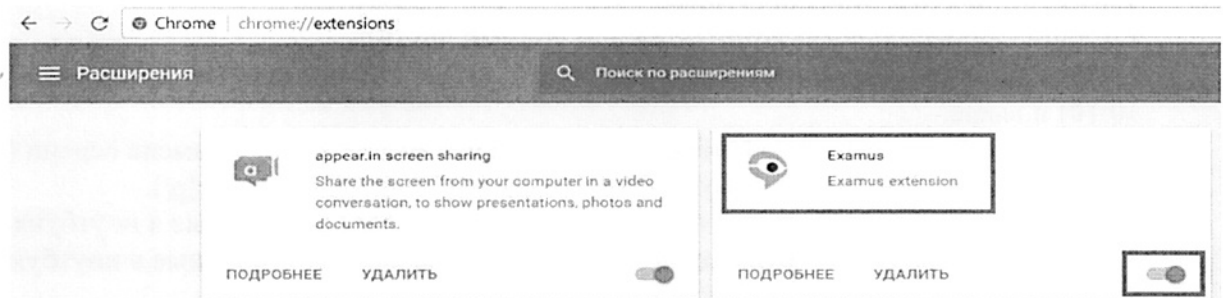 Chrome | chrome://extensions
Расширения
Поиск по расширениям
appear.in screen sharing
Share the screen from your computer in a video
conversation, to show presentations, photos and
documents.
ПОДРОБНЕЕ УДАЛИТЬ
Examus
Examus extension
ПОДРОБНЕЕ УДАЛИТЬ